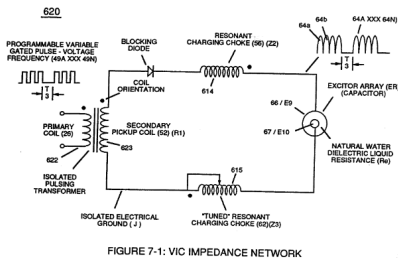 620
PROGRAMMABLE VARIABLE
GATED PULSE - VOLTAGE
FREQUENCY (49A XXX 49N)
T
3
BLOCKING
DIODE
COIL
ORIENTATION
RESONANT
CHARGING CHOKE (56) (Z2)
614
64a
64b
64A XXX 64N)
T
3
EXCITOR ARRAY (ER)
(CAPACITOR)
66 / E9
67 / E10
NATURAL WATER
DIELECTRIC LIQUID
RESISTANCE (Re)
PRIMARY
COIL (26)
622
ISOLATED
PULSING
TRANSFORMER
SECONDARY
PICKUP COIL (52) (R1)
623
615
ISOLATED ELECTRICAL
GROUND ( J )
"TUNED" RESONANT
CHARGING CHOKE (62)(Z3)
FIGURE 7-1: VIC IMPEDANCE NETWORK